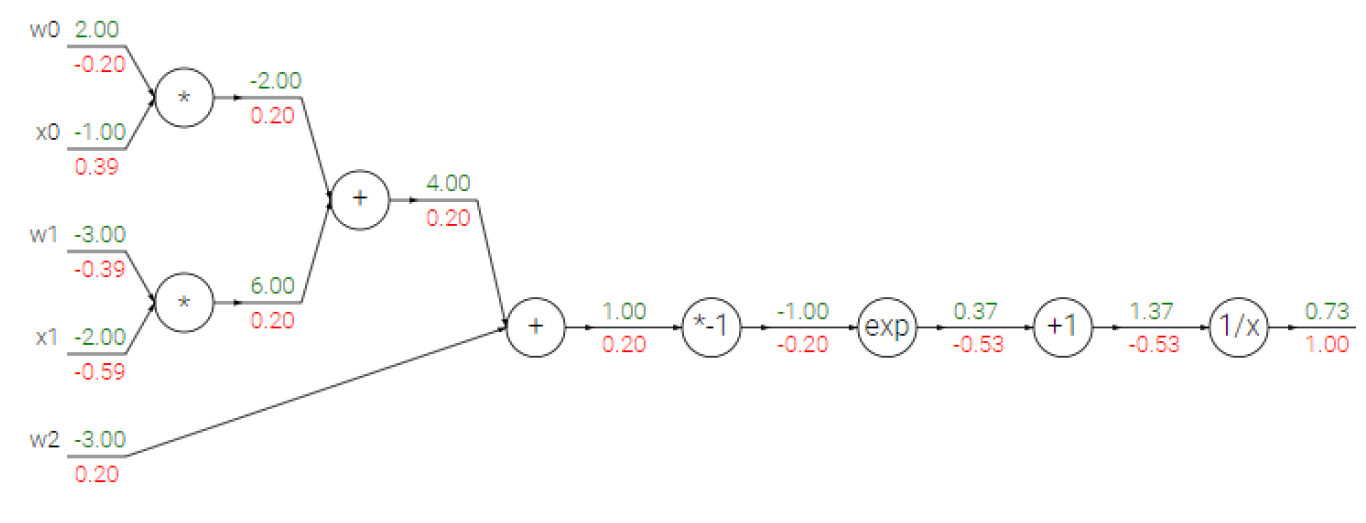 w0 2.00
-0.20
* -2.00
0.20
x0 -1.00
0.39
+ 4.00
0.20
w1 -3.00
-0.39
* 6.00
0.20
x1 -2.00
-0.59
+ 1.00 *-1 -1.00 exp 0.37 +1 1.37 1/x 0.73
0.20 -0.20 -0.53 -0.53 1.00
w2 -3.00
0.20